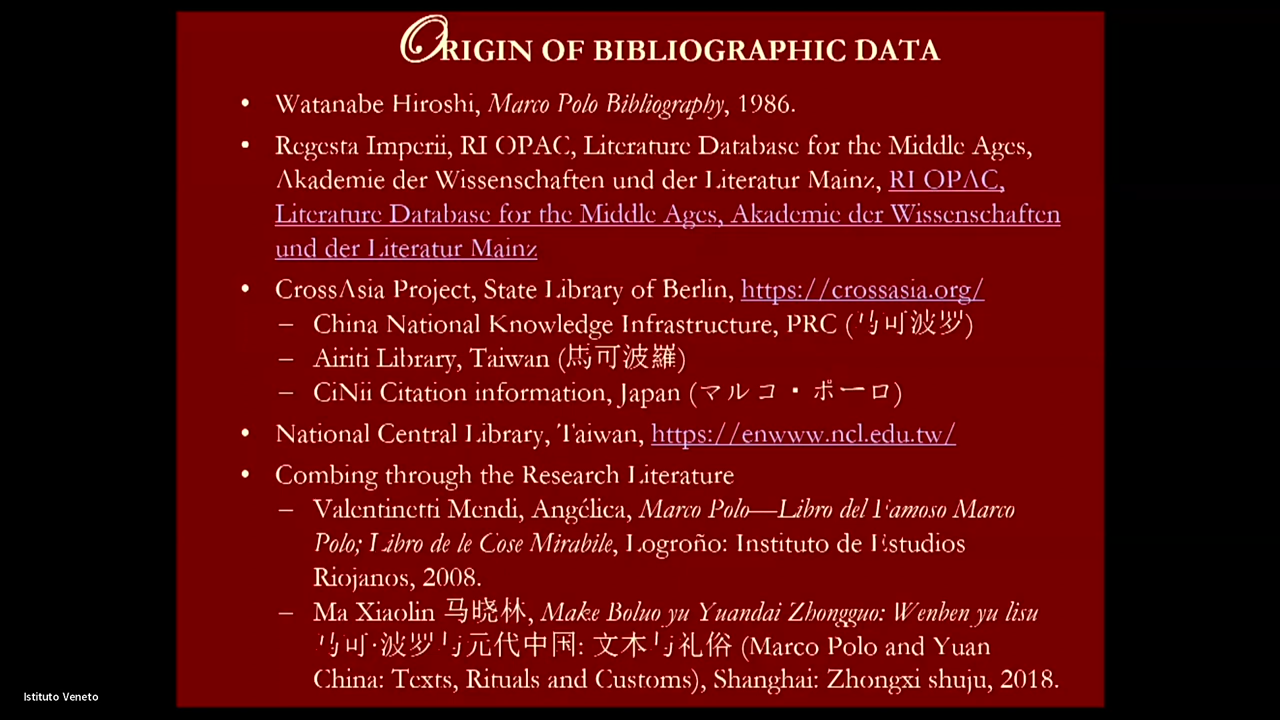 ORIGIN OF BIBLIOGRAPHIC DATA
• Watanabe Hiroshi, Marco Polo Bibliography, 1986.
• Regesta Imperii, RI OPAC, Literature Database for the Middle Ages,
Akademie der Wissenschaften und der Literatur Mainz, RI OPAC,
Literature Database for the Middle Ages, Akademie der Wissenschaften
und der Literatur Mainz
• CrossAsia Project, State Library of Berlin, https://crossasia.org/
– China National Knowledge Infrastructure, PRC (马可波罗)
– Airiti Library, Taiwan (馬可波羅)
– CiNii Citation information, Japan (マルコ・ポーロ)
• National Central Library, Taiwan, https://enwww.ncl.edu.tw/
• Combing through the Research Literature
– Valentinetti Mendi, Angélica, Marco Polo—Libro del Famoso Marco
Polo; Libro de le Cose Mirabile, Logroño: Instituto de Estudios
Riojanos, 2008.
– Ma Xiaolin 马晓林, Make Boluo yu Yuandai Zhongguo: Wenben yu lisu
马可·波罗与元代中国: 文本与礼俗 (Marco Polo and Yuan
China: Texts, Rituals and Customs), Shanghai: Zhongxi shuju, 2018.
Istituto Veneto